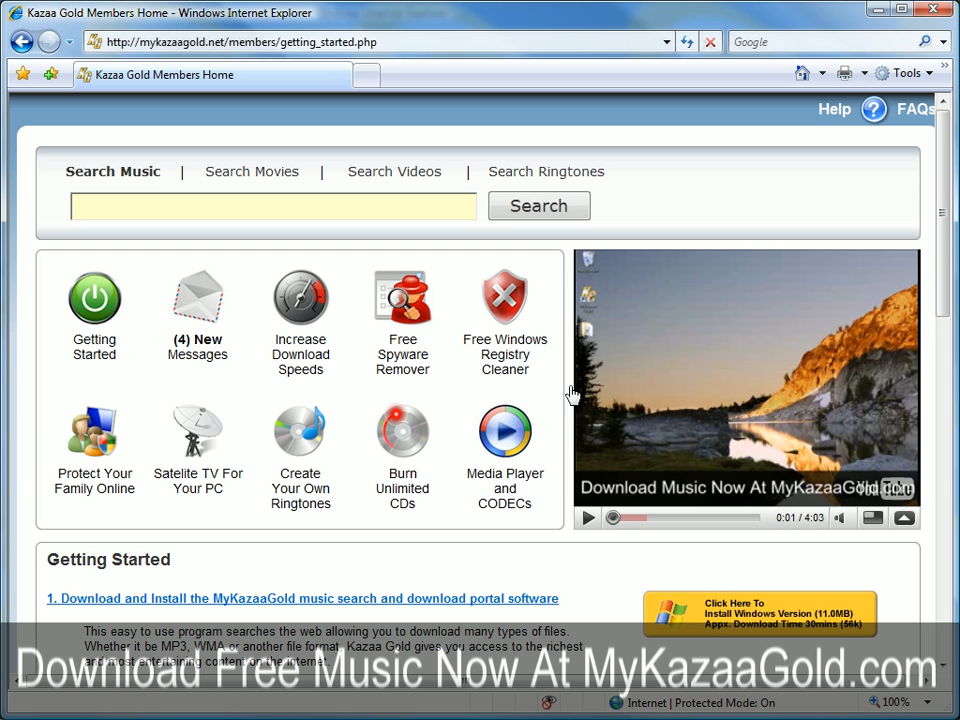 Kazaa Gold Members Home - Windows Internet Explorer
http://mykazaagold.net/members/getting_started.php
Google
Kazaa Gold Members Home
Tools
Help ? FAQs
Search Music | Search Movies | Search Videos | Search Ringtones
Search
Getting
Started
(4) New
Messages
Increase
Download
Speeds
Free
Spyware
Remover
Free Windows
Registry
Cleaner
Protect Your
Family Online
Satelite TV For
Your PC
Create
Your Own
Ringtones
Burn
Unlimited
CDs
Media Player
and
CODECs
Download Music Now At MyKazaaGold.com
0:01 / 4:03
Getting Started
1. Download and Install the MyKazaaGold music search and download portal software
Click Here To
Install Windows Version (11.0MB)
Appx. Download Time 30mins (56k)
This easy to use program searches the web allowing you to download many types of files.
Whether it be MP3, WMA or another file format, Kazaa Gold gives you access to the richest
and most entertaining content on the internet.
Download Free Music Now At MyKazaaGold.com
Internet | Protected Mode: On
100%